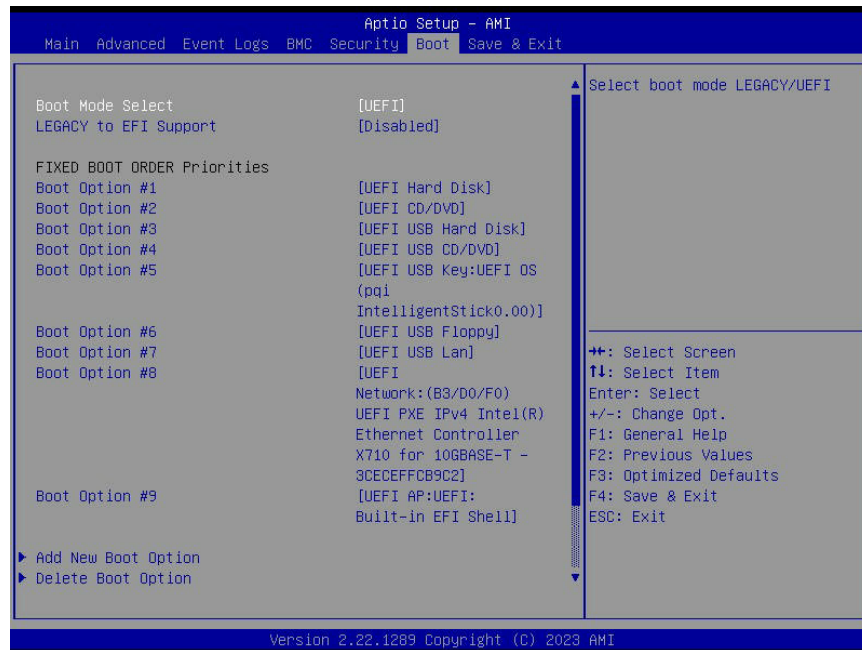 Aptio Setup – AMI
Main Advanced Event Logs BMC Security Boot Save & Exit
Boot Mode Select [UEFI]
LEGACY to EFI Support [Disabled]
FIXED BOOT ORDER Priorities
Boot Option #1 [UEFI Hard Disk]
Boot Option #2 [UEFI CD/DVD]
Boot Option #3 [UEFI USB Hard Disk]
Boot Option #4 [UEFI USB CD/DVD]
Boot Option #5 [UEFI USB Key:UEFI OS
(pqi
IntelligentStick0.00)]
Boot Option #6 [UEFI USB Floppy]
Boot Option #7 [UEFI USB Lan]
Boot Option #8 [UEFI
Network:(B3/D0/F0)
UEFI PXE IPv4 Intel(R)
Ethernet Controller
X710 for 10GBASE-T –
3CECEFFCB9C2]
Boot Option #9 [UEFI AP:UEFI:
Built-in EFI Shell]
Add New Boot Option
Delete Boot Option
Select boot mode LEGACY/UEFI
→←: Select Screen
↑↓: Select Item
Enter: Select
+/-: Change Opt.
F1: General Help
F2: Previous Values
F3: Optimized Defaults
F4: Save & Exit
ESC: Exit
Version 2.22.1289 Copyright (C) 2023 AMI